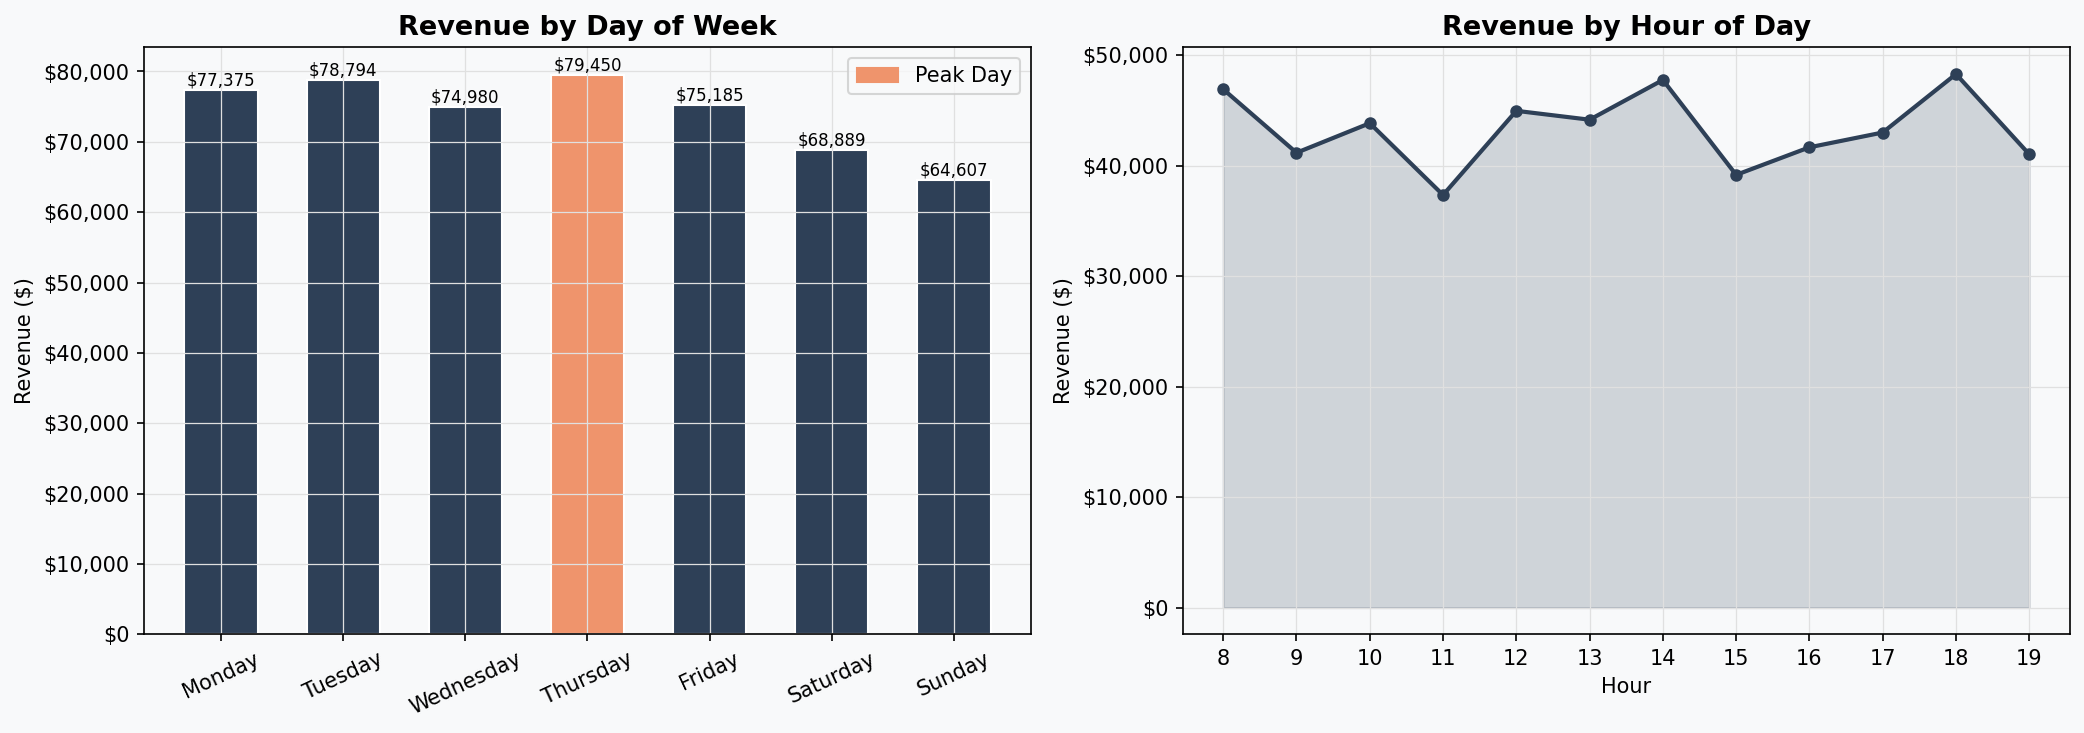 Revenue by Day of Week
Revenue ($)
$80,000
$70,000
$60,000
$50,000
$40,000
$30,000
$20,000
$10,000
$0
$77,375
$78,794
$74,980
$79,450
$75,185
$68,889
$64,607
Peak Day
Monday
Tuesday
Wednesday
Thursday
Friday
Saturday
Sunday
Revenue by Hour of Day
Revenue ($)
$50,000
$40,000
$30,000
$20,000
$10,000
$0
8 9 10 11 12 13 14 15 16 17 18 19
Hour